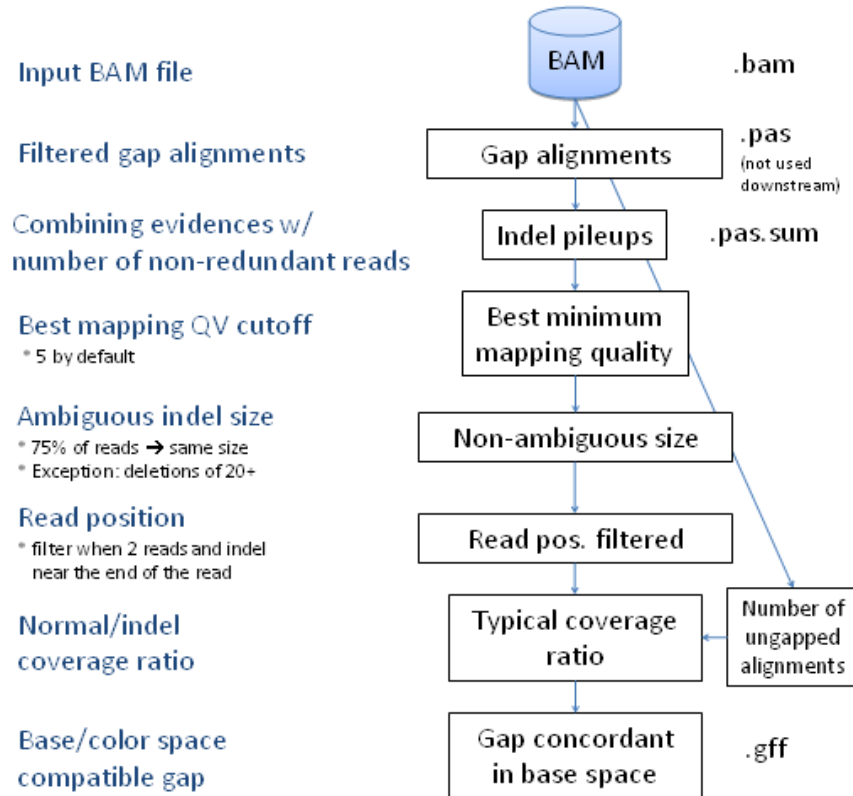 Input BAM file
BAM
.bam
Filtered gap alignments
Gap alignments
.pas
(not used
downstream)
Combining evidences w/
number of non-redundant reads
Indel pileups
.pas.sum
Best mapping QV cutoff
* 5 by default
Best minimum
mapping quality
Ambiguous indel size
* 75% of reads → same size
* Exception: deletions of 20+
Non-ambiguous size
Read position
* filter when 2 reads and indel
near the end of the read
Read pos. filtered
Normal/indel
coverage ratio
Typical coverage
ratio
Number of
ungapped
alignments
Base/color space
compatible gap
Gap concordant
in base space
.gff